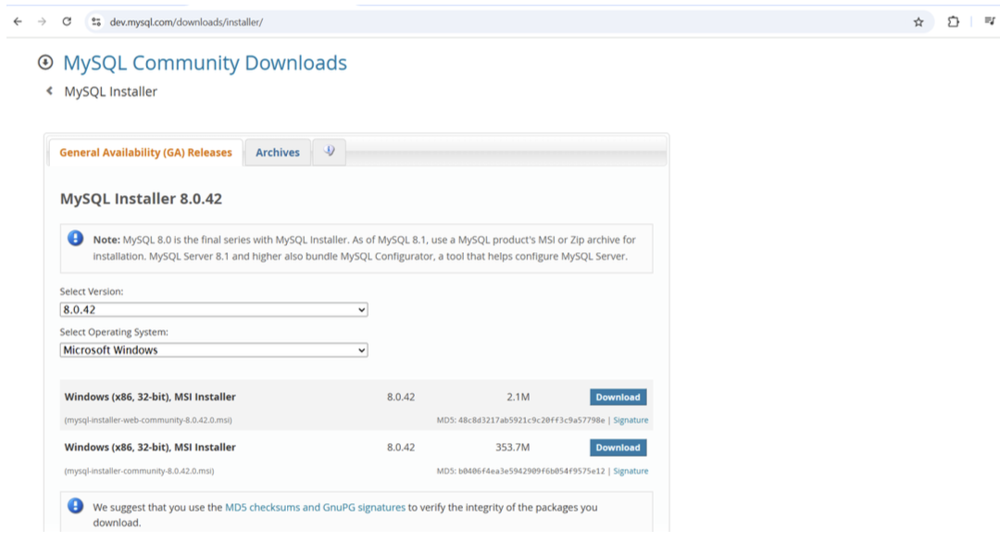 dev.mysql.com/downloads/installer/
MySQL Community Downloads
MySQL Installer
General Availability (GA) Releases
Archives
MySQL Installer 8.0.42
Note: MySQL 8.0 is the final series with MySQL Installer. As of MySQL 8.1, use a MySQL product's MSI or Zip archive for
installation. MySQL Server 8.1 and higher also bundle MySQL Configurator, a tool that helps configure MySQL Server.
Select Version:
8.0.42
Select Operating System:
Microsoft Windows
Windows (x86, 32-bit), MSI Installer 8.0.42 2.1M Download
(mysql-installer-web-community-8.0.42.0.msi) MD5: 48c8d3217ab5921c9c20ff3c9a57798e | Signature
Windows (x86, 32-bit), MSI Installer 8.0.42 353.7M Download
(mysql-installer-community-8.0.42.0.msi) MD5: b0406f4ea3e5942909f6b054f9575e12 | Signature
We suggest that you use the MD5 checksums and GnuPG signatures to verify the integrity of the packages you
download.